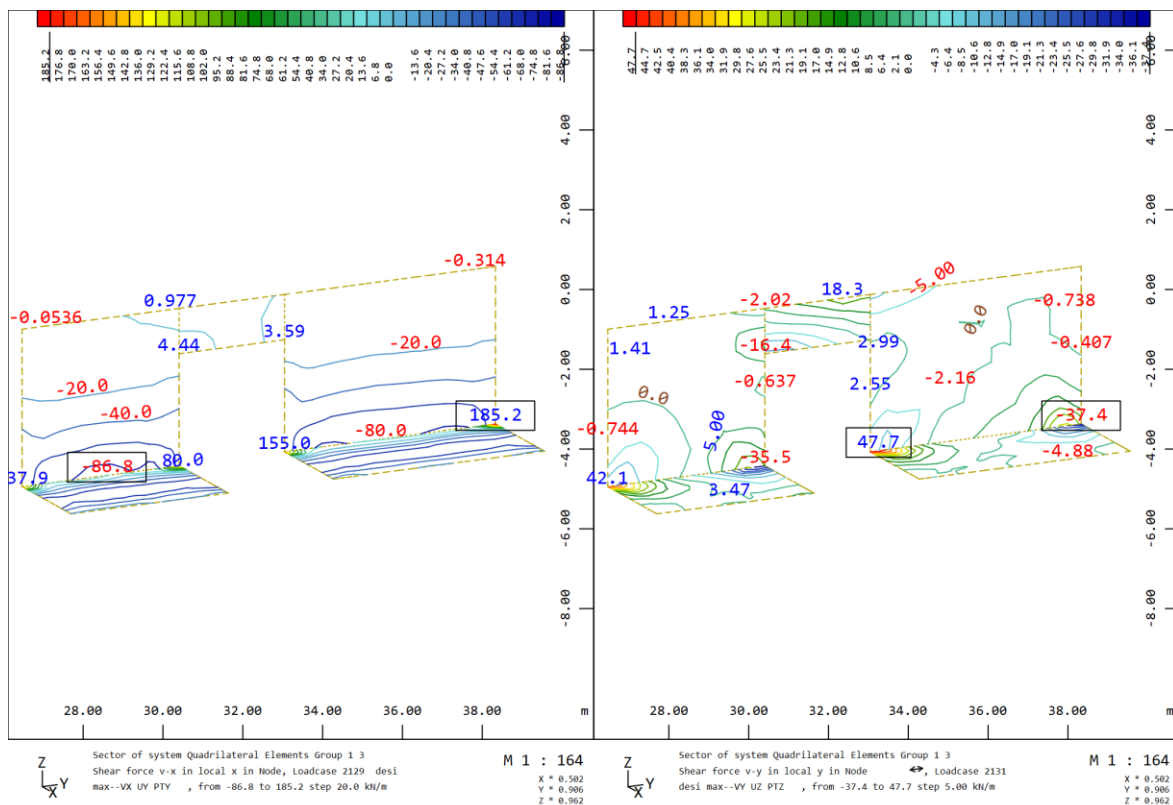 185.2 176.8 170.0 163.2 156.4 149.6 142.8 136.0 129.2 122.4 115.6 108.8 102.0 95.2 88.4 81.6 74.8 68.0 61.2 54.4 40.8 34.0 27.2 20.4 13.6 6.8 0.0 -13.6 -20.4 -27.2 -34.0 -40.8 -47.6 -54.4 -61.2 -68.0 -74.8 -81.6 -86.8
4.00
2.00
0.00
-2.00
-4.00
-6.00
-8.00
-0.314
0.977
-0.0536
3.59
4.44
-20.0
-20.0
-40.0
185.2
-80.0
155.0
-86.8
80.0
37.9
28.00 30.00 32.00 34.00 36.00 38.00 m
Z
Y
X
Sector of system Quadrilateral Elements Group 1 3
Shear force v-x in local x in Node, Loadcase 2129 desi
max--VX UY PTY , from -86.8 to 185.2 step 20.0 kN/m
M 1 : 164
X * 0.502
Y * 0.906
Z * 0.962
47.7 44.7 42.5 40.4 38.3 36.1 34.0 31.9 29.8 27.6 25.5 23.4 21.3 19.1 17.0 14.9 12.8 10.6 8.5 6.4 2.1 0.0 -4.3 -6.4 -8.5 -10.6 -12.8 -14.9 -17.0 -19.1 -21.3 -23.4 -25.5 -27.6 -29.8 -31.9 -34.0 -36.1
4.00
2.00
0.00
-2.00
-4.00
-6.00
-8.00
-5.00
18.3
-2.02
-0.738
1.25
0.0
2.99
-0.407
-16.4
1.41
-2.16
-0.637
2.55
0.0
-37.4
-0.744
5.00
47.7
-4.88
-35.5
42.1
3.47
28.00 30.00 32.00 34.00 36.00 38.00 m
Z
Y
X
Sector of system Quadrilateral Elements Group 1 3
Shear force v-y in local y in Node , Loadcase 2131
desi max--VY UZ PTZ , from -37.4 to 47.7 step 5.00 kN/m
M 1 : 164
X * 0.502
Y * 0.906
Z * 0.962